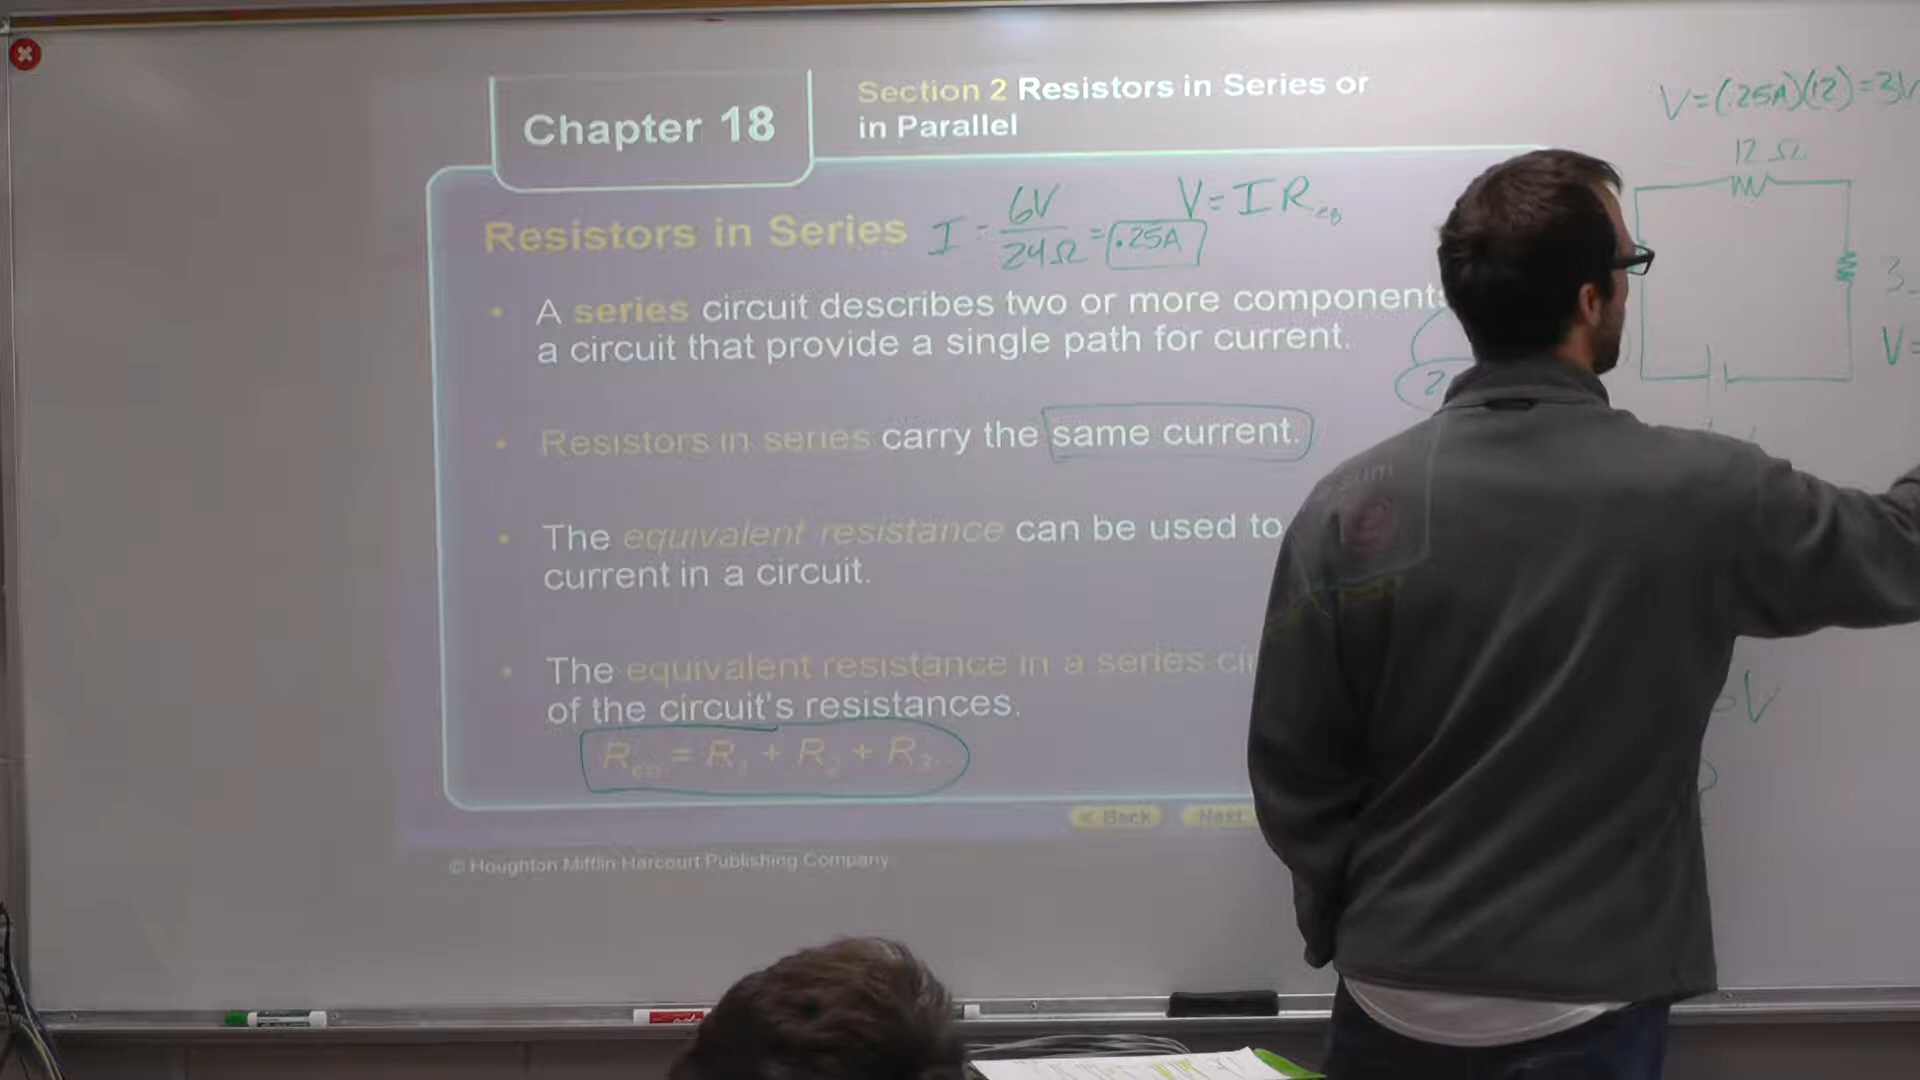 Chapter 18
Section 2 Resistors in Series or
in Parallel
V=(.25A)(12)=3V
12 Ω
Resistors in Series
I = 6V / 24Ω = .25A
V = I R
• A series circuit describes two or more component
a circuit that provide a single path for current.
• Resistors in series carry the same current.
• The equivalent resistance can be used to
current in a circuit.
• The equivalent resistance in a series
of the circuit's resistances.
Req = R1 + R2 + R3...
sum
3
V=
2
V
< Back
Next
© Houghton Mifflin Harcourt Publishing Company